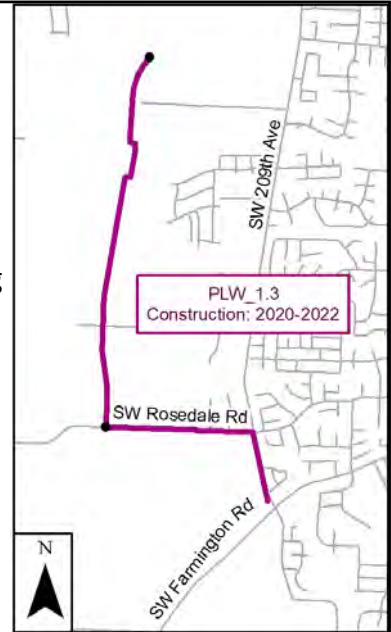 SW 209th Ave
PLW_1.3
Construction: 2020-2022
SW Rosedale Rd
SW Farmington Rd
N